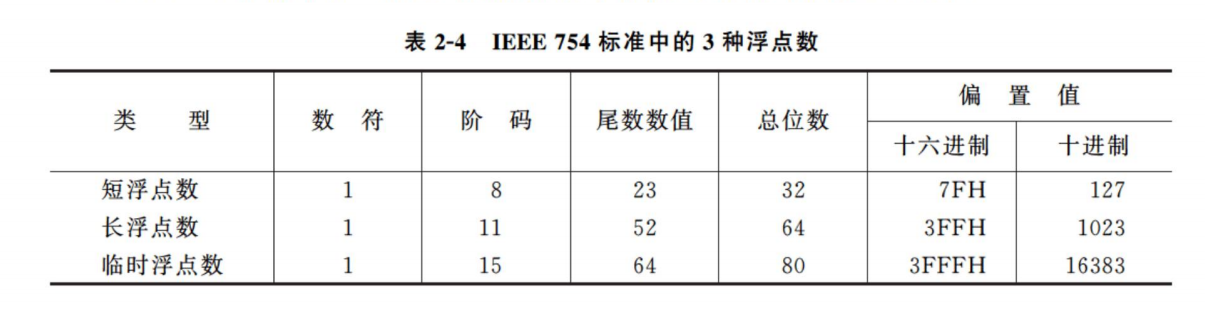 表 2-4 IEEE 754 标准中的 3 种浮点数
类 型 数 符 阶 码 尾数数值 总位数 偏 置 值
十六进制 十进制
短浮点数 1 8 23 32 7FH 127
长浮点数 1 11 52 64 3FFH 1023
临时浮点数 1 15 64 80 3FFFH 16383